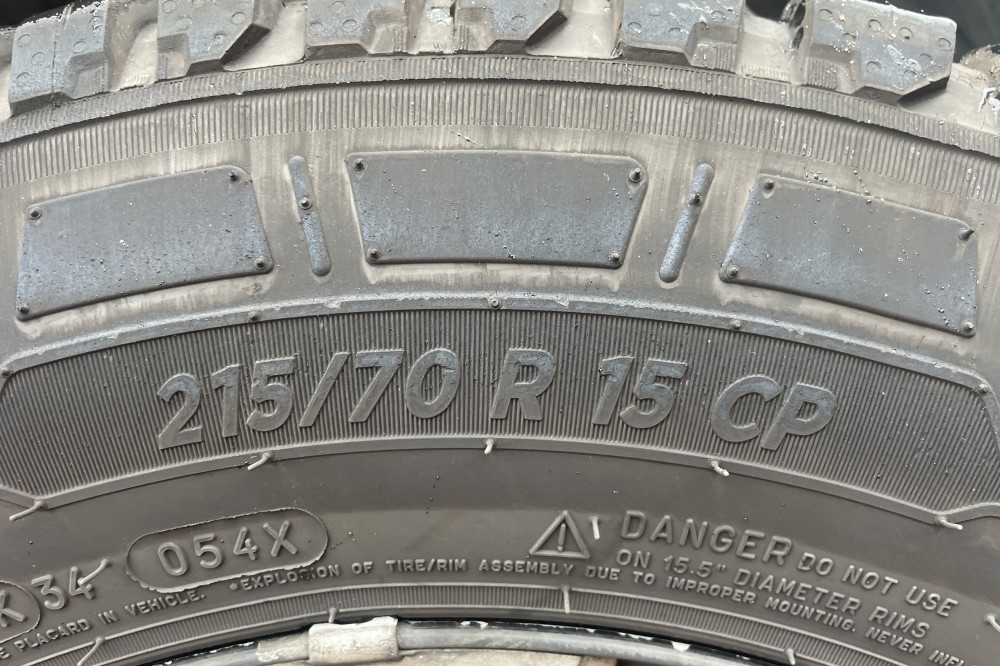 215/70 R 15 CP
K
34
054X
DANGER DO NOT USE
ON 15.5" DIAMETER RIMS
•EXPLOSION OF TIRE/RIM ASSEMBLY DUE TO IMPROPER MOUNTING. NEVER
PLACARD IN VEHICLE.